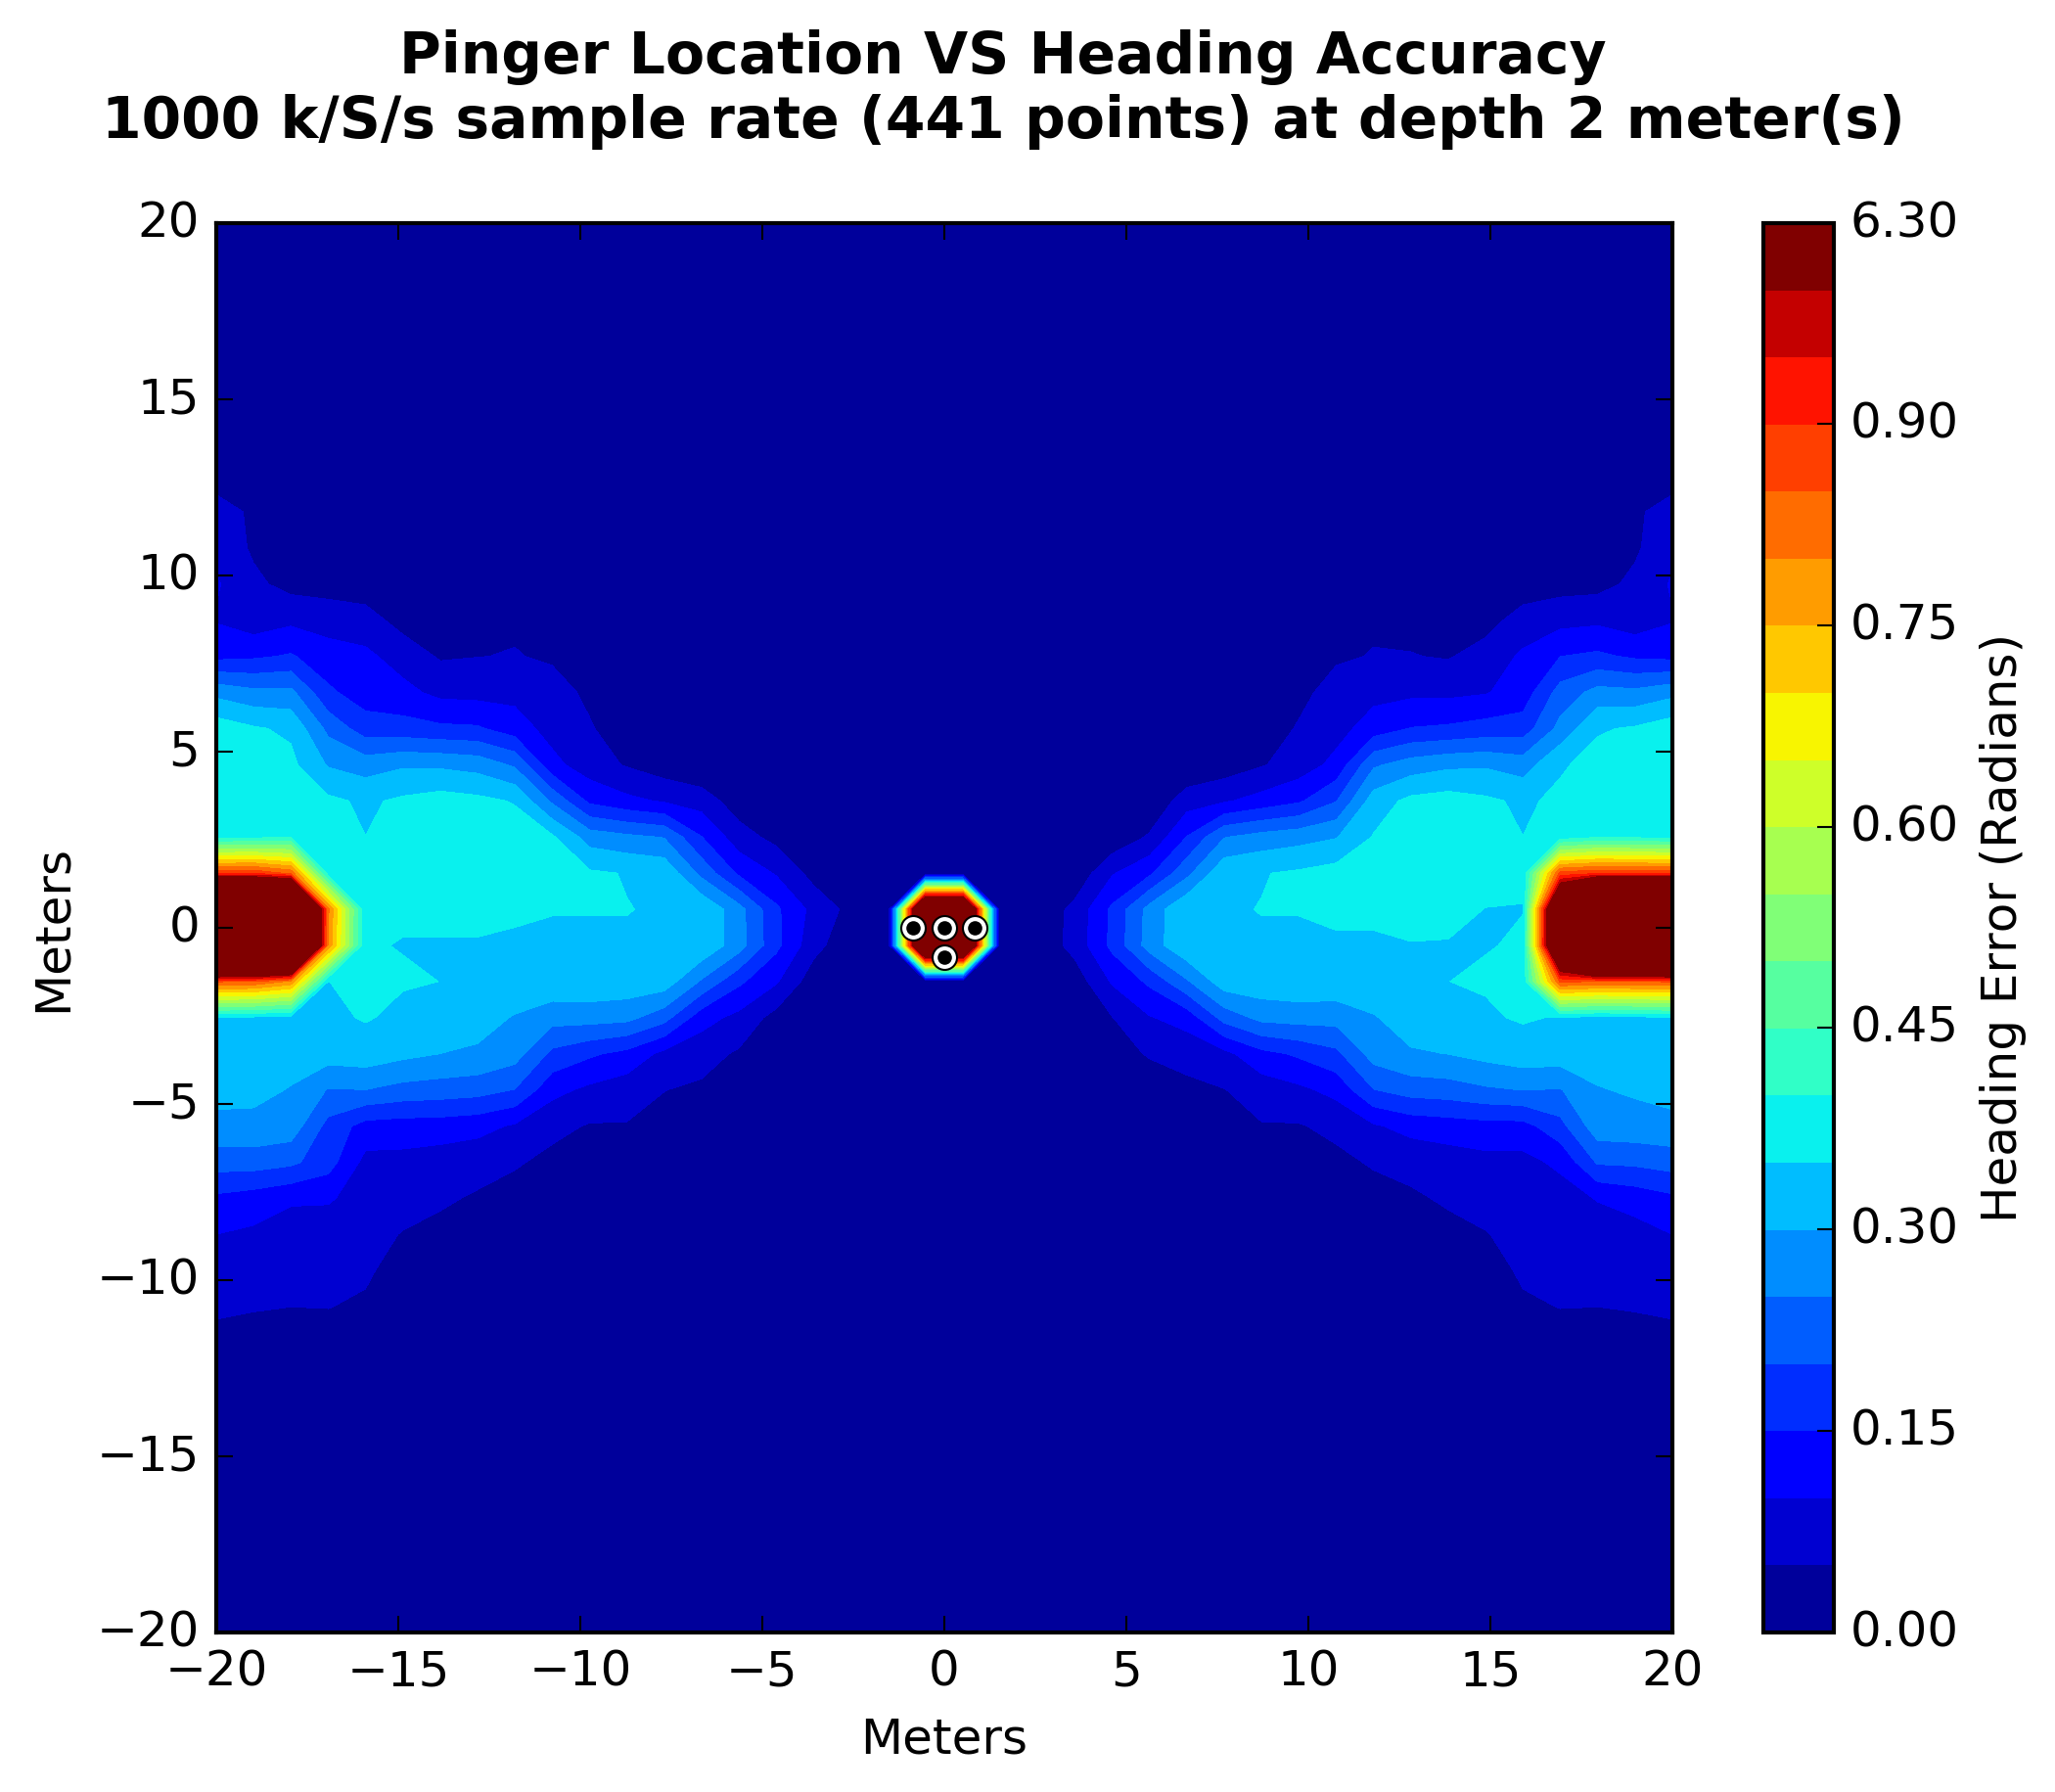 Pinger Location VS Heading Accuracy
1000 k/S/s sample rate (441 points) at depth 2 meter(s)
20
15
10
5
0
−5
−10
−15
−20
Meters
−20 −15 −10 −5 0 5 10 15 20
Meters
6.30
0.90
0.75
0.60
0.45
0.30
0.15
0.00
Heading Error (Radians)